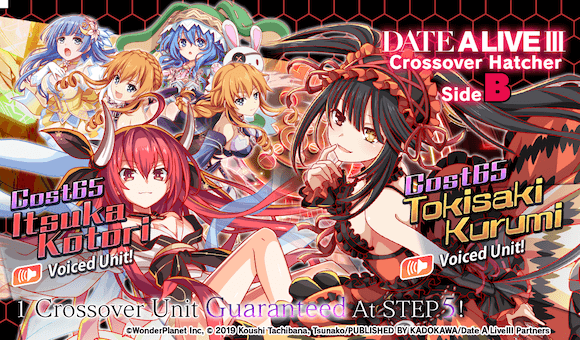 DATE A LIVE III
Crossover Hatcher
Side B
Cost65
Itsuka
Kotori
Voiced Unit!
Cost65
Tokisaki
Kurumi
Voiced Unit!
1 Crossover Unit Guaranteed At STEP 5!
©WonderPlanet Inc, © 2019 Koushi Tachibana, Tsunako/PUBLISHED BY KADOKAWA/Date A LiveIII Partners